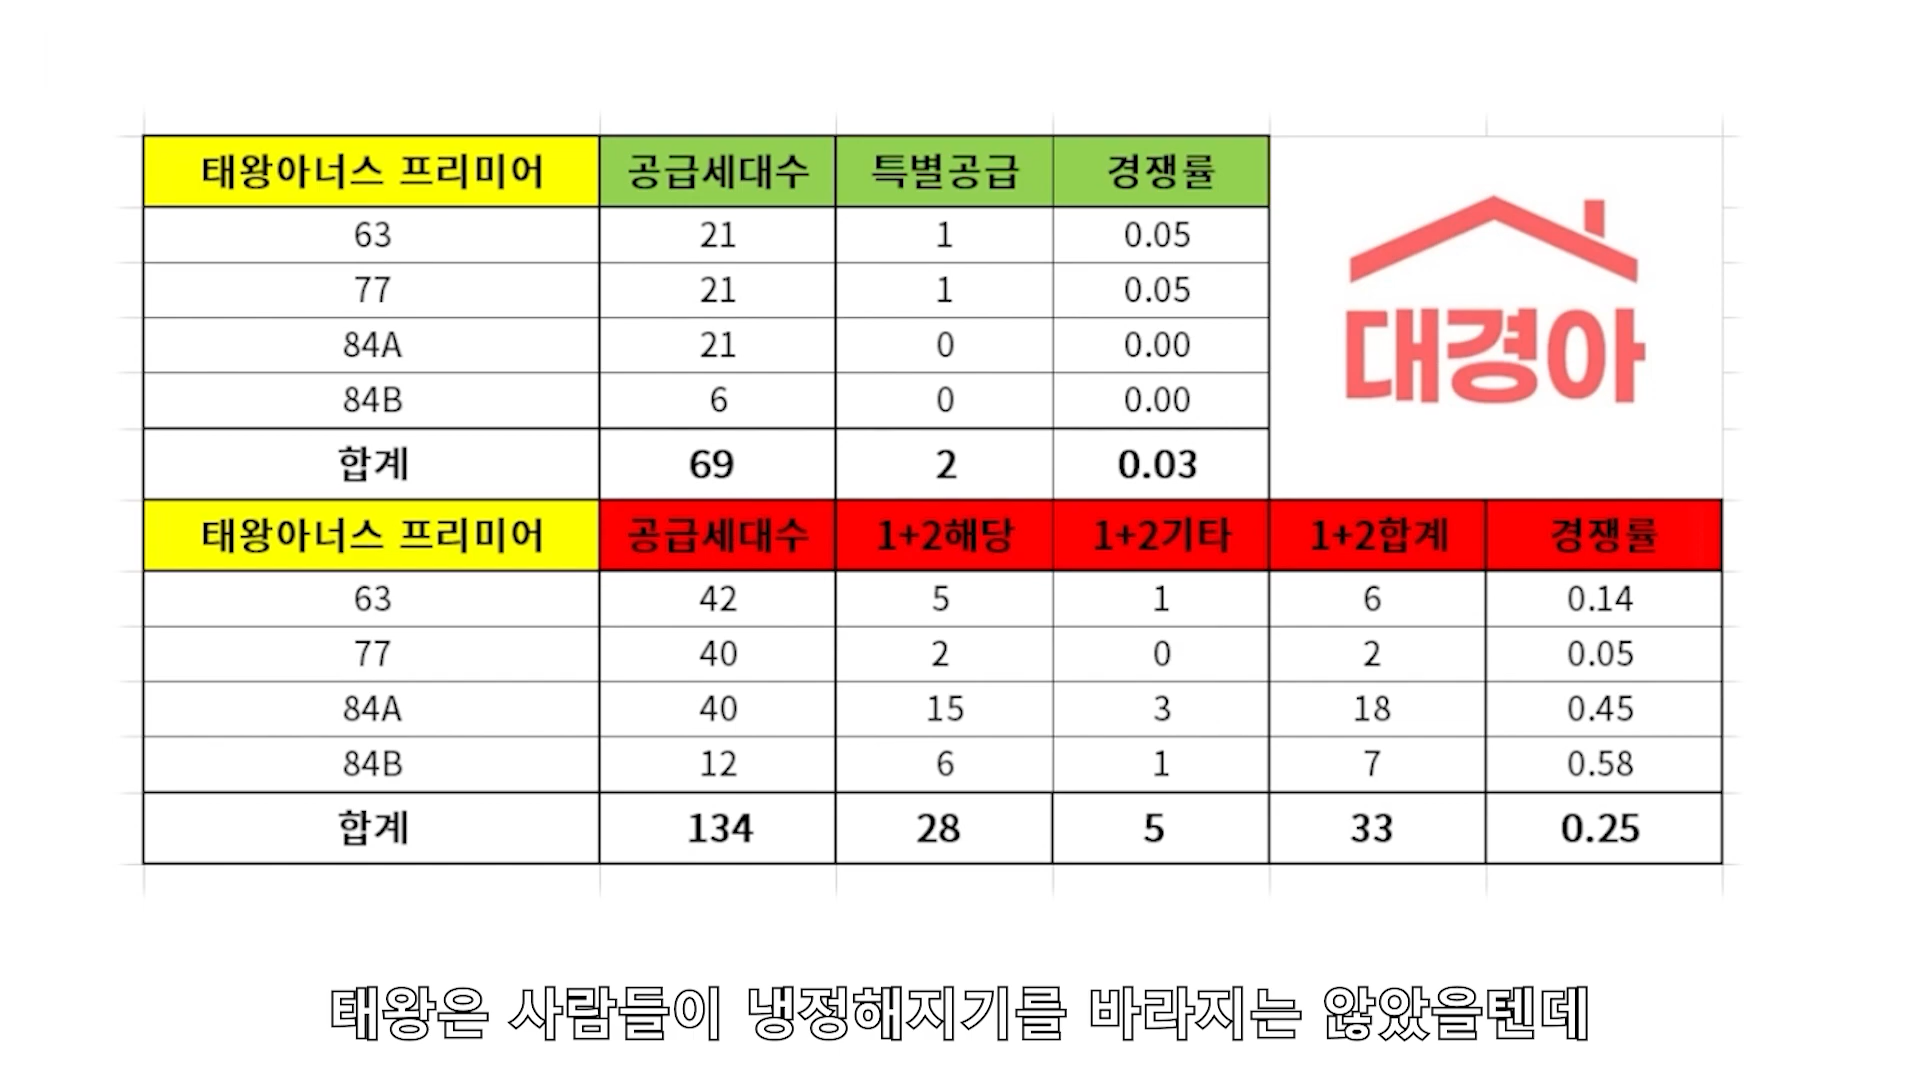 태왕아너스 프리미어 공급세대수 특별공급 경쟁률
63 21 1 0.05
77 21 1 0.05
84A 21 0 0.00
84B 6 0 0.00
합계 69 2 0.03
대경아
태왕아너스 프리미어 공급세대수 1+2해당 1+2기타 1+2합계 경쟁률
63 42 5 1 6 0.14
77 40 2 0 2 0.05
84A 40 15 3 18 0.45
84B 12 6 1 7 0.58
합계 134 28 5 33 0.25
태왕은 사람들이 냉정해지기를 바라지는 않았을텐데